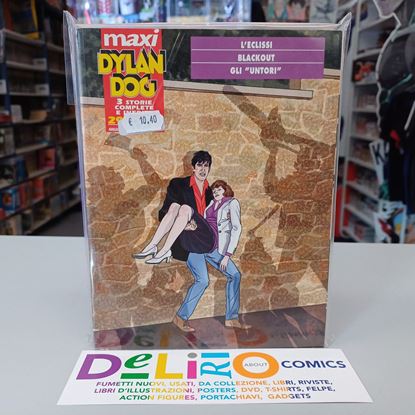 maxi
DYLAN DOG
3 STORIE
COMPLETE
€ 10,40
L'ECLISSI
BLACKOUT
GLI "UNTORI"
DELIRIO ABOUT COMICS
FUMETTI NUOVI, USATI, DA COLLEZIONE, LIBRI, RIVISTE,
LIBRI D'ILLUSTRAZIONI, POSTERS, DVD, T-SHIRTS, FELPE,
ACTION FIGURES, PORTACHIAVI, GADGETS